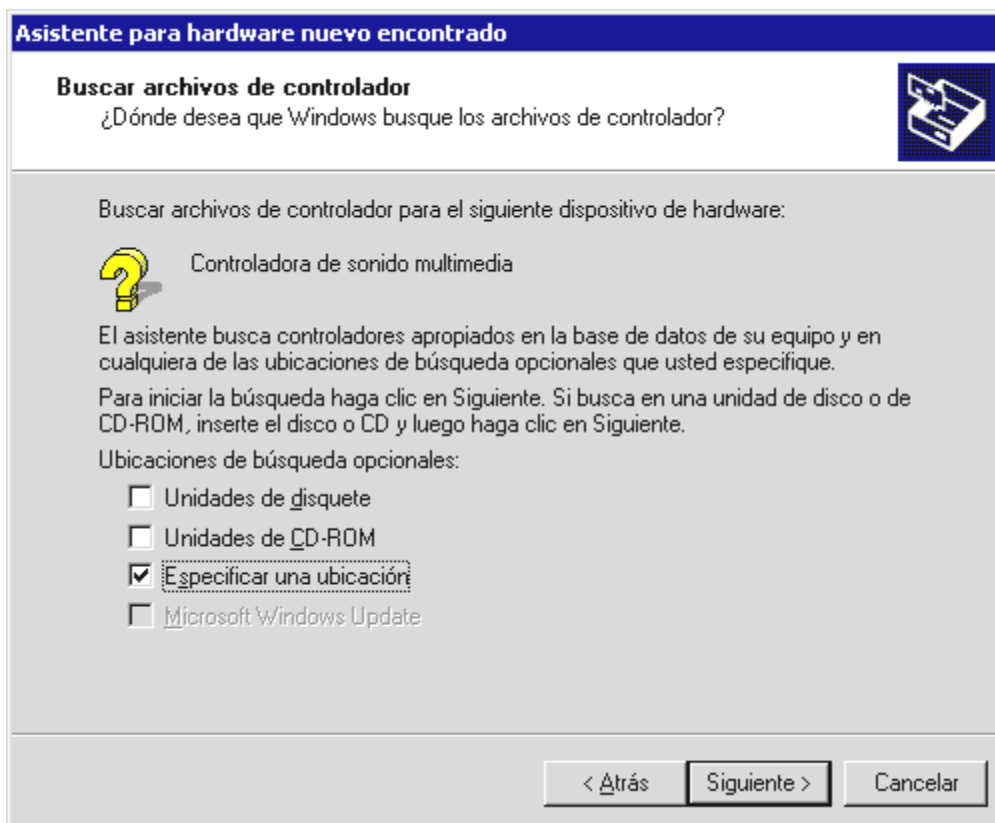 Asistente para hardware nuevo encontrado
Buscar archivos de controlador
¿Dónde desea que Windows busque los archivos de controlador?
Buscar archivos de controlador para el siguiente dispositivo de hardware:
Controladora de sonido multimedia
El asistente busca controladores apropiados en la base de datos de su equipo y en
cualquiera de las ubicaciones de búsqueda opcionales que usted especifique.
Para iniciar la búsqueda haga clic en Siguiente. Si busca en una unidad de disco o de
CD-ROM, inserte el disco o CD y luego haga clic en Siguiente.
Ubicaciones de búsqueda opcionales:
Unidades de disquete
Unidades de CD-ROM
Especificar una ubicación
Microsoft Windows Update
< Atrás Siguiente > Cancelar